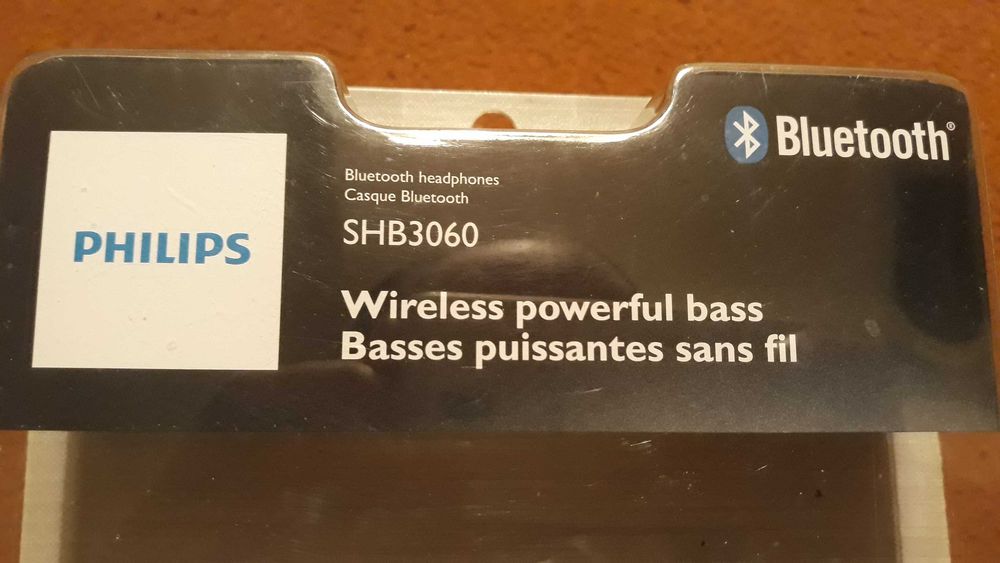 PHILIPS
Bluetooth®
Bluetooth headphones
Casque Bluetooth
SHB3060
Wireless powerful bass
Basses puissantes sans fil